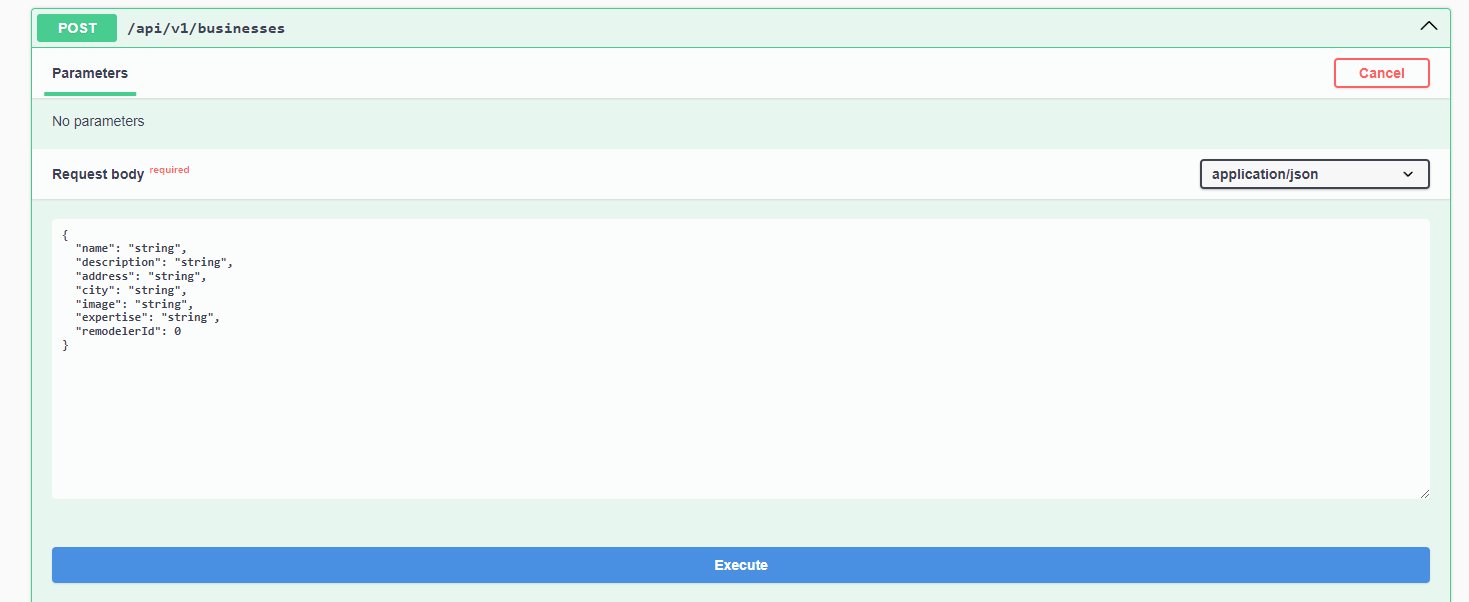 POST /api/v1/businesses
Parameters
Cancel
No parameters
Request body required
application/json
{
  "name": "string",
  "description": "string",
  "address": "string",
  "city": "string",
  "image": "string",
  "expertise": "string",
  "remodelerId": 0
}
Execute